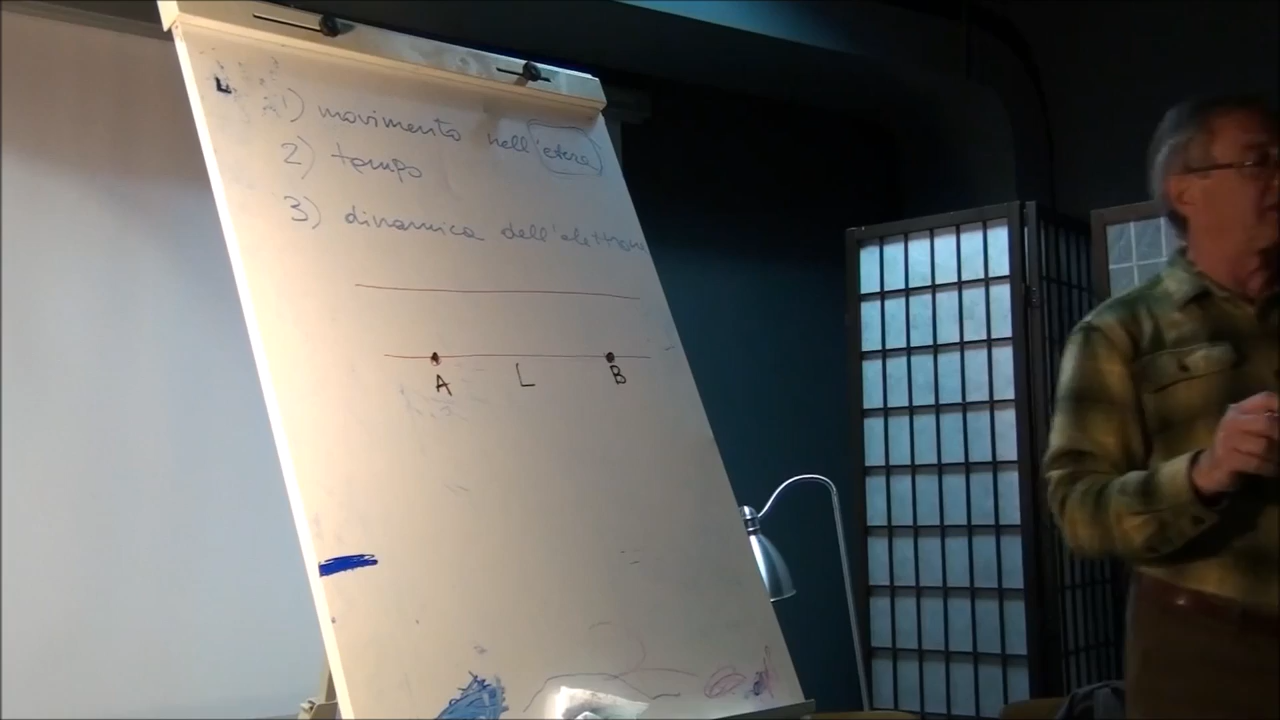 1) movimento nell'etere
2) tempo
3) dinamica dell'elettrone
A L B